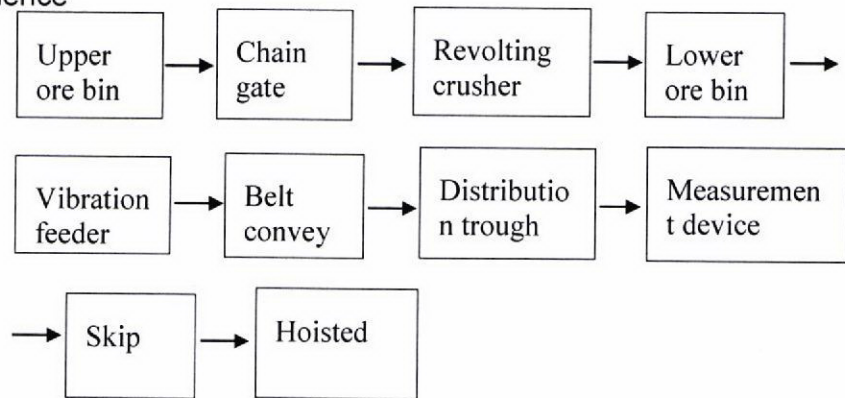 Upper
ore bin
Chain
gate
Revolting
crusher
Lower
ore bin
Vibration
feeder
Belt
convey
Distributio
n trough
Measuremen
t device
Skip
Hoisted